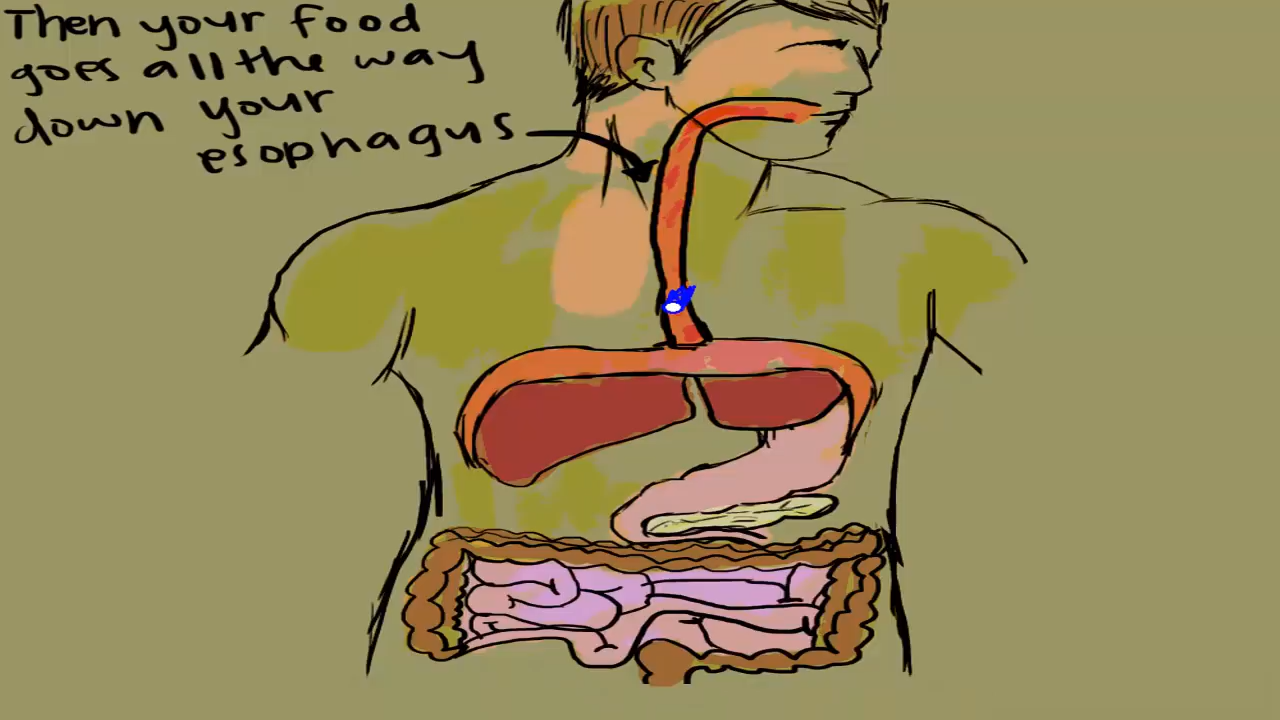 Then your food
goes all the way
down your
esophagus